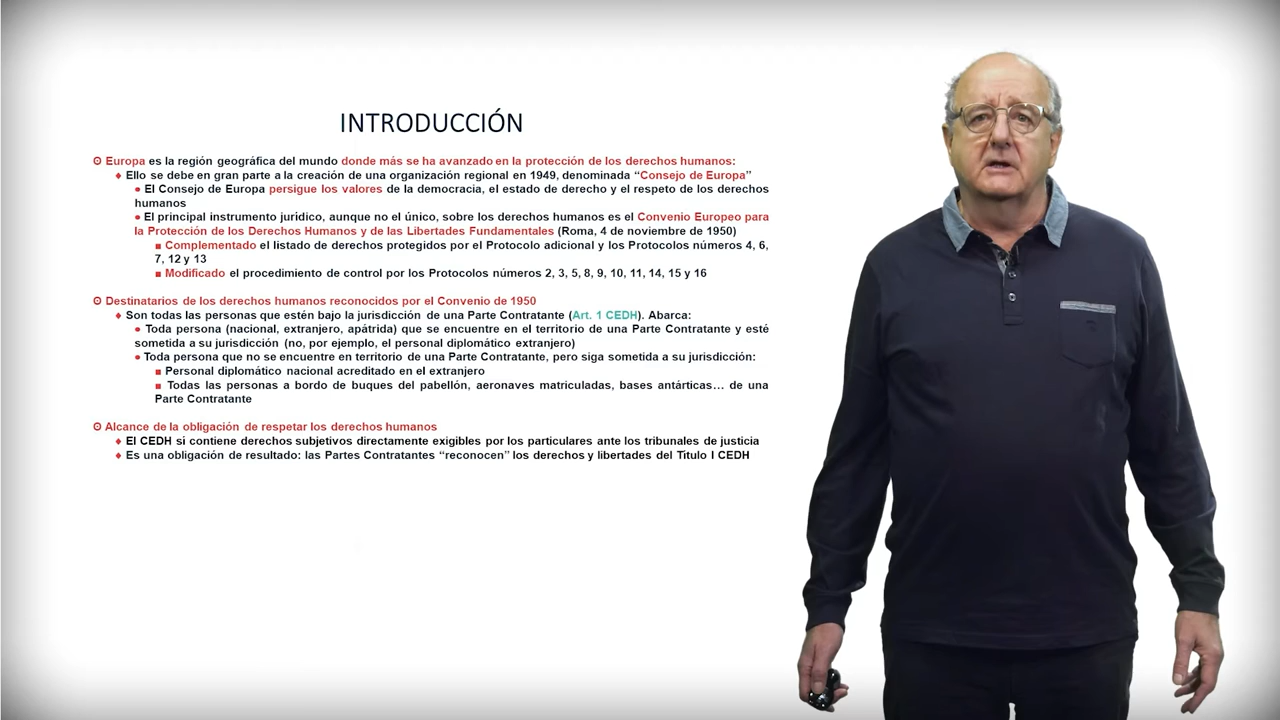 INTRODUCCIÓN
⊙ Europa es la región geográfica del mundo donde más se ha avanzado en la protección de los derechos humanos:
♦ Ello se debe en gran parte a la creación de una organización regional en 1949, denominada “Consejo de Europa”
● El Consejo de Europa persigue los valores de la democracia, el estado de derecho y el respeto de los derechos
humanos
● El principal instrumento jurídico, aunque no el único, sobre los derechos humanos es el Convenio Europeo para
la Protección de los Derechos Humanos y de las Libertades Fundamentales (Roma, 4 de noviembre de 1950)
■ Complementado el listado de derechos protegidos por el Protocolo adicional y los Protocolos números 4, 6,
7, 12 y 13
■ Modificado el procedimiento de control por los Protocolos números 2, 3, 5, 8, 9, 10, 11, 14, 15 y 16
⊙ Destinatarios de los derechos humanos reconocidos por el Convenio de 1950
♦ Son todas las personas que estén bajo la jurisdicción de una Parte Contratante (Art. 1 CEDH). Abarca:
● Toda persona (nacional, extranjero, apátrida) que se encuentre en el territorio de una Parte Contratante y esté
sometida a su jurisdicción (no, por ejemplo, el personal diplomático extranjero)
● Toda persona que no se encuentre en territorio de una Parte Contratante, pero siga sometida a su jurisdicción:
■ Personal diplomático nacional acreditado en el extranjero
■ Todas las personas a bordo de buques del pabellón, aeronaves matriculadas, bases antárticas… de una
Parte Contratante
⊙ Alcance de la obligación de respetar los derechos humanos
♦ El CEDH sí contiene derechos subjetivos directamente exigibles por los particulares ante los tribunales de justicia
♦ Es una obligación de resultado: las Partes Contratantes “reconocen” los derechos y libertades del Título I CEDH